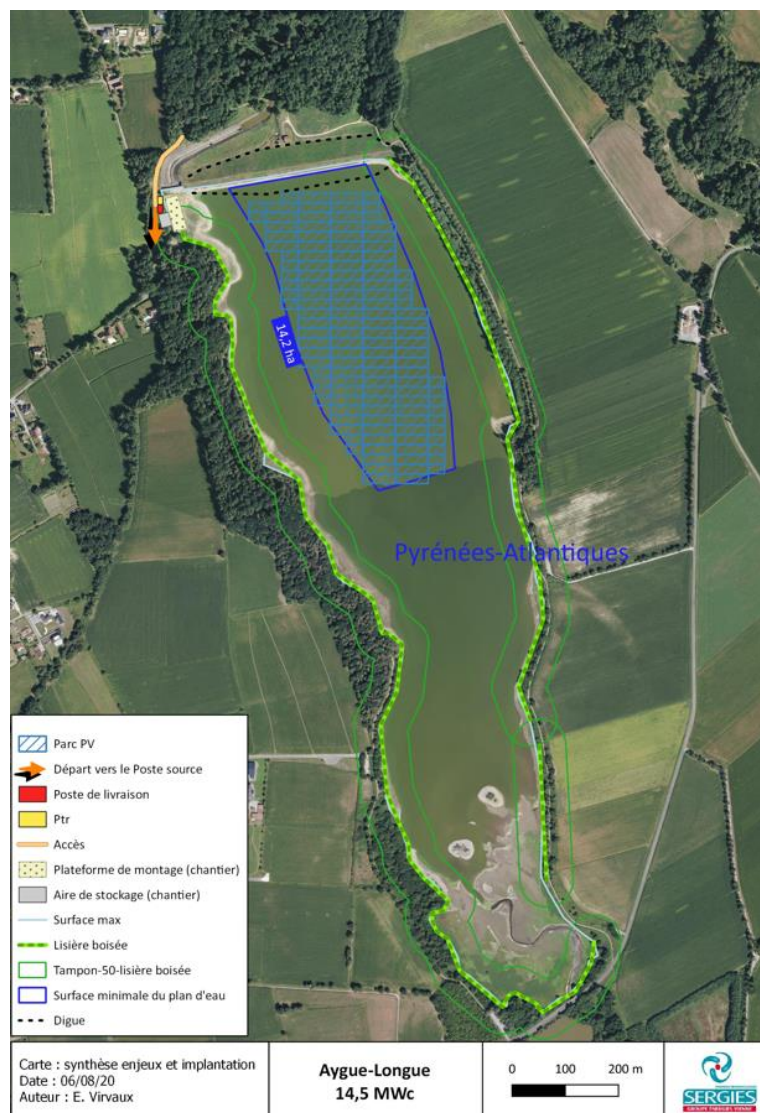 14,2 ha
Pyrénées-Atlantiques
Parc PV
Départ vers le Poste source
Poste de livraison
Ptr
Accès
Plateforme de montage (chantier)
Aire de stockage (chantier)
Surface max
Lisière boisée
Tampon-50-lisière boisée
Surface minimale du plan d'eau
Digue
Carte : synthèse enjeux et implantation
Date : 06/08/20
Auteur : E. Virvaux
Aygue-Longue
14,5 MWc
0 100 200 m
SERGIES
GROUPE ÉNERGIES VIENNE